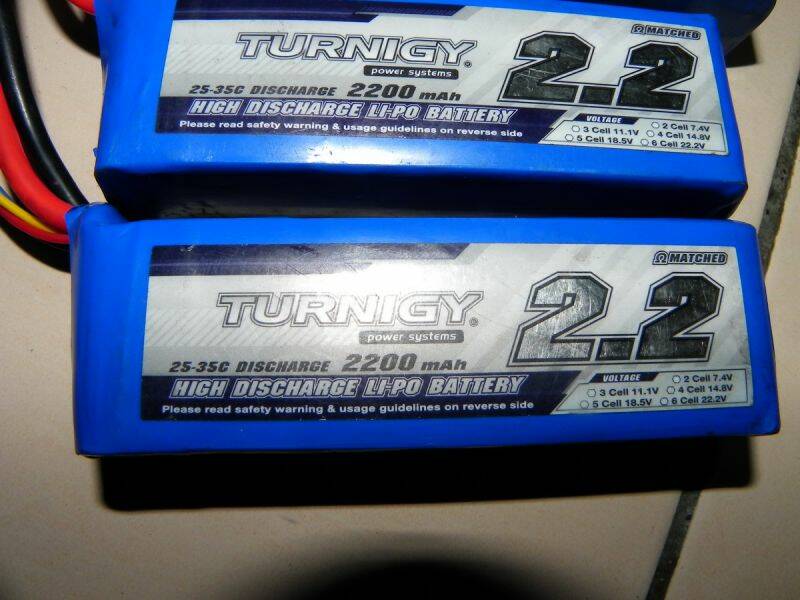 ΩMATCHED
TURNIGY
2.2
power systems
25-35C DISCHARGE 2200 mAh
HIGH DISCHARGE LI-PO BATTERY
Please read safety warning & usage guidelines on reverse side
VOLTAGE
2 Cell 7.4V
3 Cell 11.1V
4 Cell 14.8V
5 Cell 18.5V
6 Cell 22.2V
ΩMATCHED
TURNIGY®
2.2
power systems
25-35C DISCHARGE 2200 mAh
HIGH DISCHARGE LI-PO BATTERY
Please read safety warning & usage guidelines on reverse side
VOLTAGE
2 Cell 7.4V
3 Cell 11.1V
4 Cell 14.8V
5 Cell 18.5V
6 Cell 22.2V